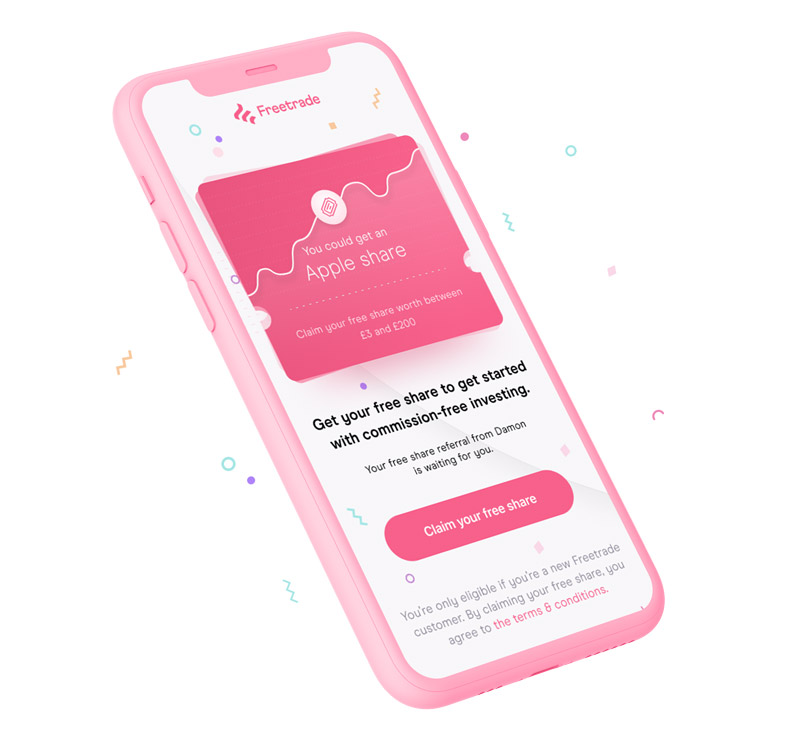 Freetrade
You could get an
Apple share
Claim your free share worth between
£3 and £200
Get your free share to get started
with commission-free investing.
Your free share referral from Damon
is waiting for you.
Claim your free share
You're only eligible if you're a new Freetrade
customer. By claiming your free share, you
agree to the terms & conditions.